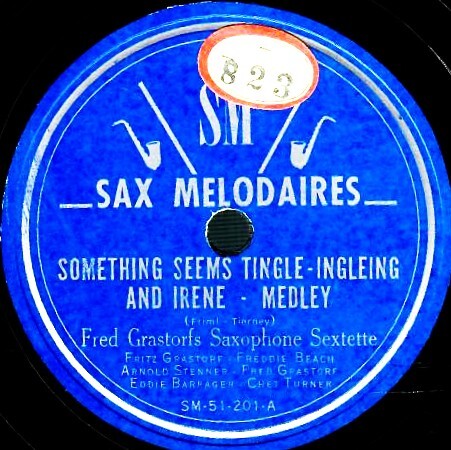 823
SM
SAX MELODAIRES
SOMETHING SEEMS TINGLE-INGLEING
AND IRENE - MEDLEY
(Friml - Tierney)
Fred Grastorfs Saxophone Sextette
FRITZ GRASTORF - FREDDIE BEACH
ARNOLD STENNER - FRED GRASTORF
EDDIE BARRAGER - CHET TURNER
SM-51-201-A